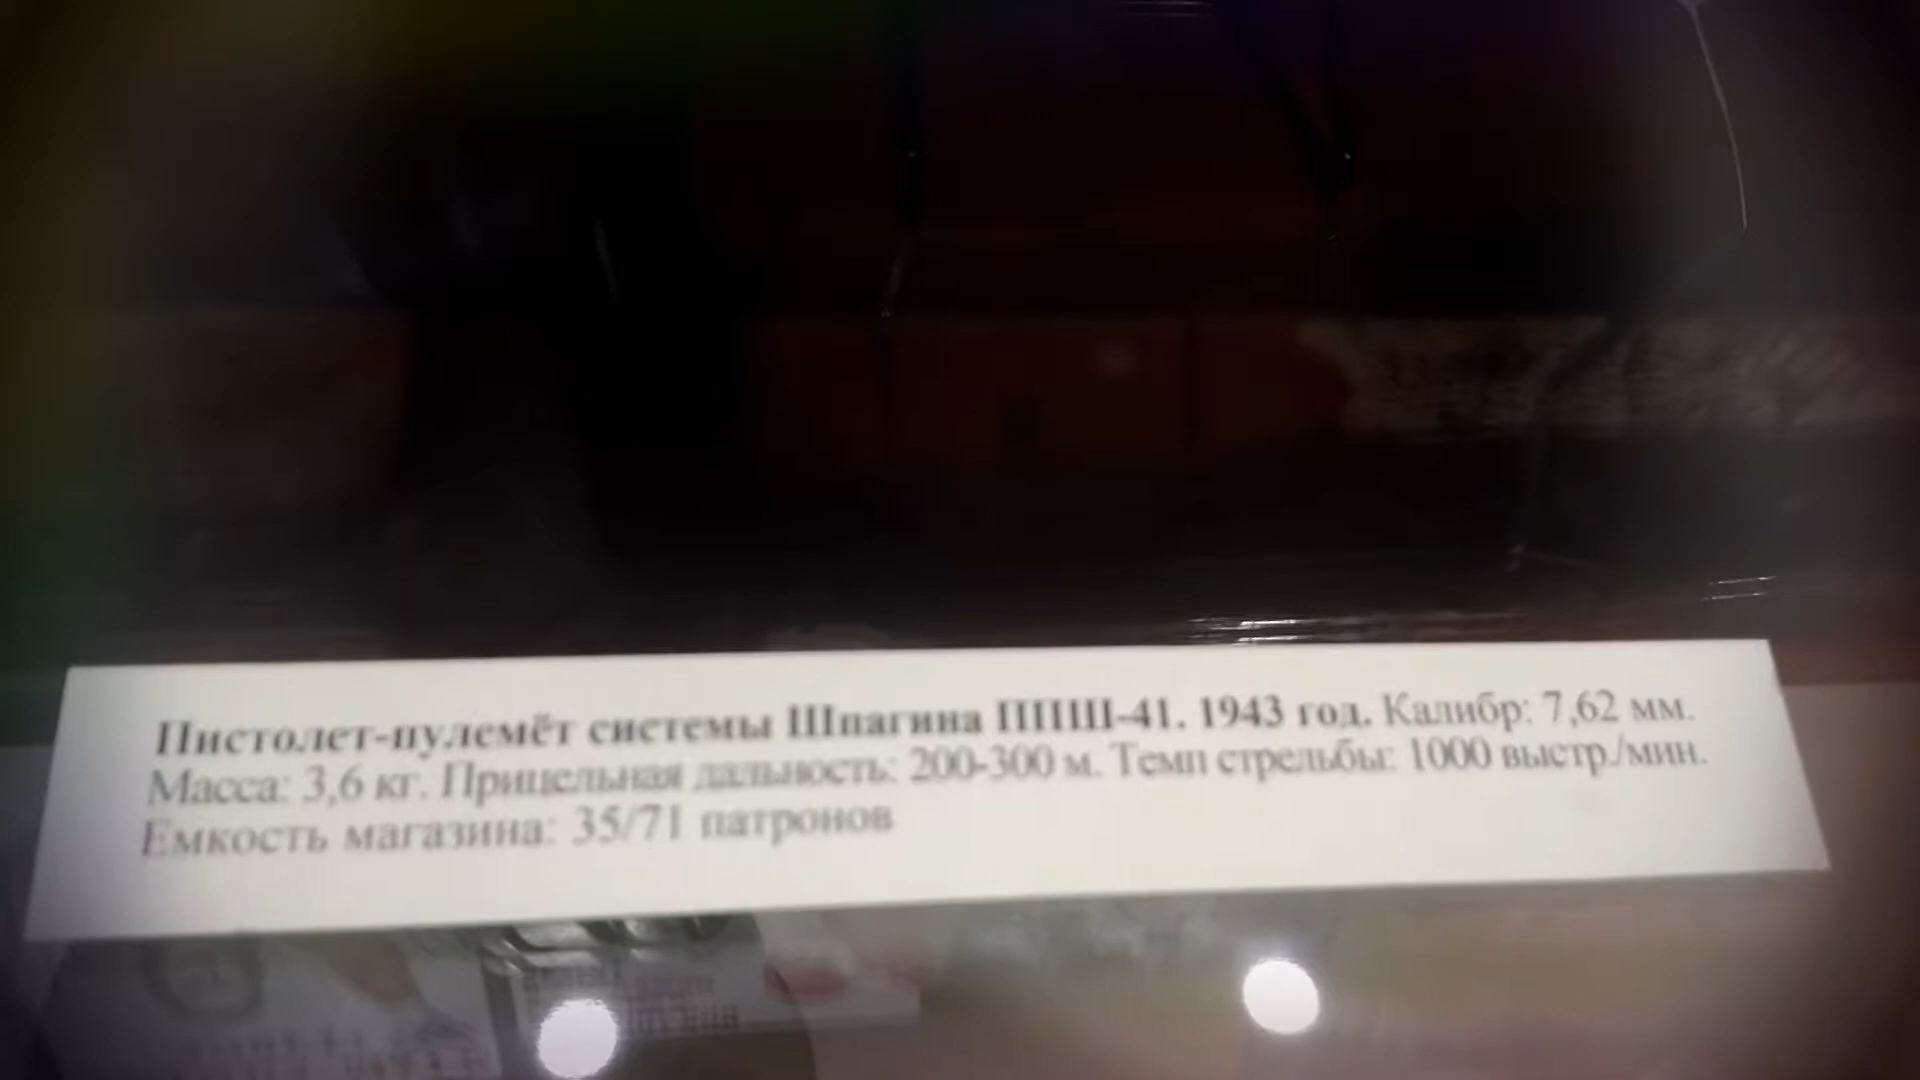 Пистолет-пулемёт системы Шпагина ППШ-41. 1943 год. Калибр: 7,62 мм.
Масса: 3,6 кг. Прицельная дальность: 200-300 м. Темп стрельбы: 1000 выстр./мин.
Емкость магазина: 35/71 патронов